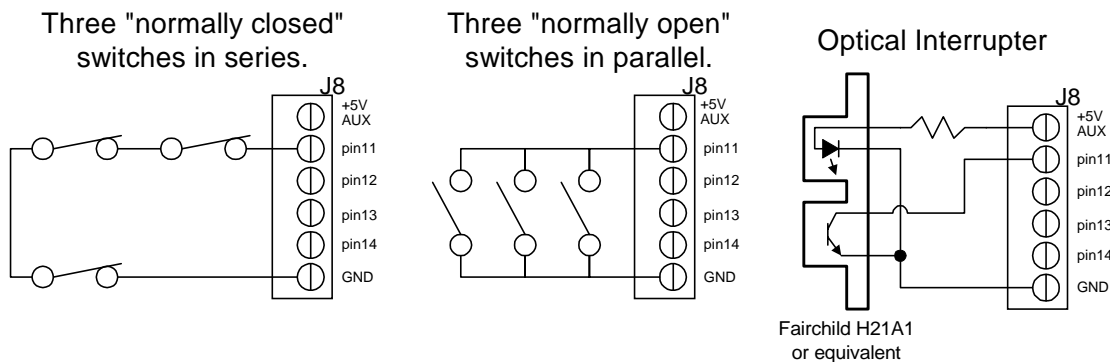 Three "normally closed"
switches in series.
J8
+5V
AUX
pin11
pin12
pin13
pin14
GND
Three "normally open"
switches in parallel.
J8
+5V
AUX
pin11
pin12
pin13
pin14
GND
Optical Interrupter
J8
+5V
AUX
pin11
pin12
pin13
pin14
GND
Fairchild H21A1
or equivalent